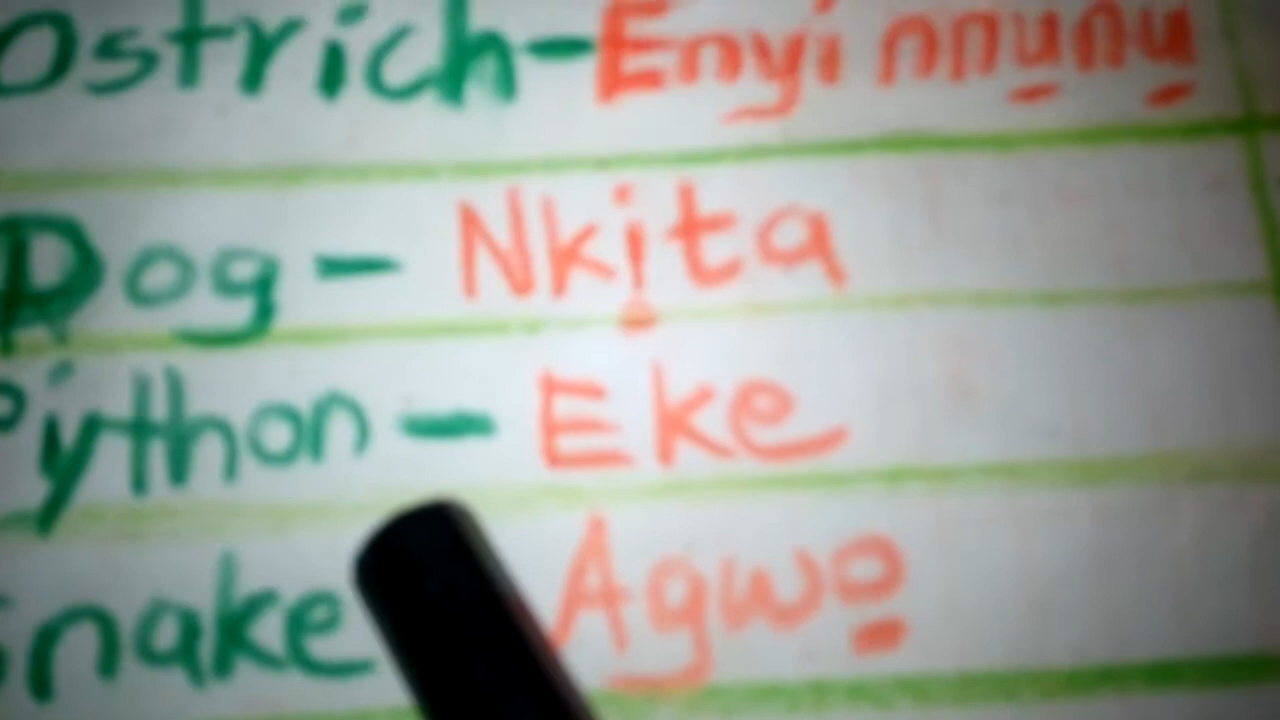 Ostrich-Enyi nnụnụ
Dog- Nkịta
Python- Eke
Snake Agwọ